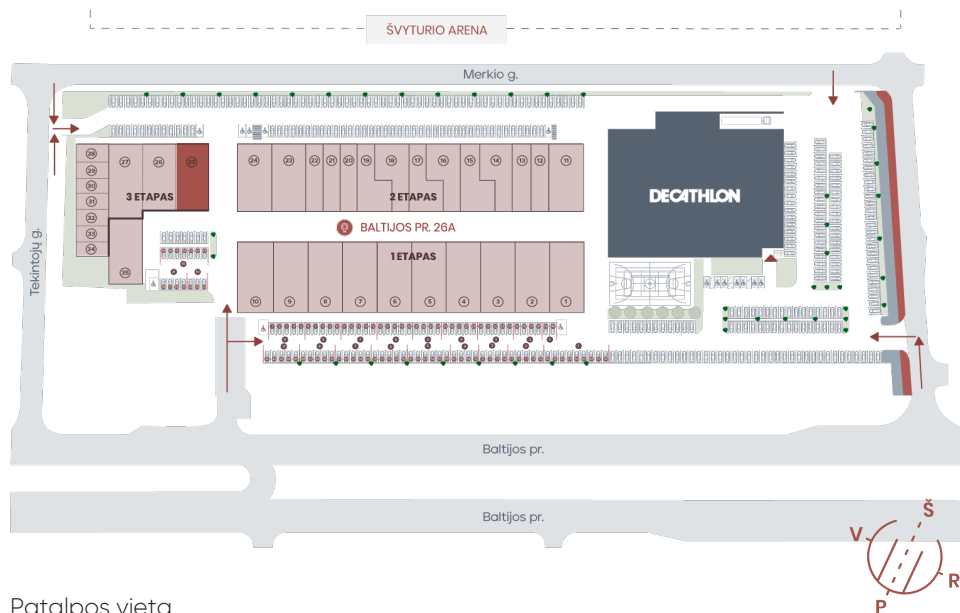 ŠVYTURIO ARENA
Merkio g.
Tekintojų g.
28
29
30
31
32
33
34
27
26
25
3 ETAPAS
35
24
23
22
21
20
19
18
17
16
15
14
13
12
11
2 ETAPAS
BALTIJOS PR. 26A
1 ETAPAS
10
9
8
7
6
5
4
3
2
1
DECATHLON
Baltijos pr.
Baltijos pr.
Š
V
R
P
Patalpos vieta